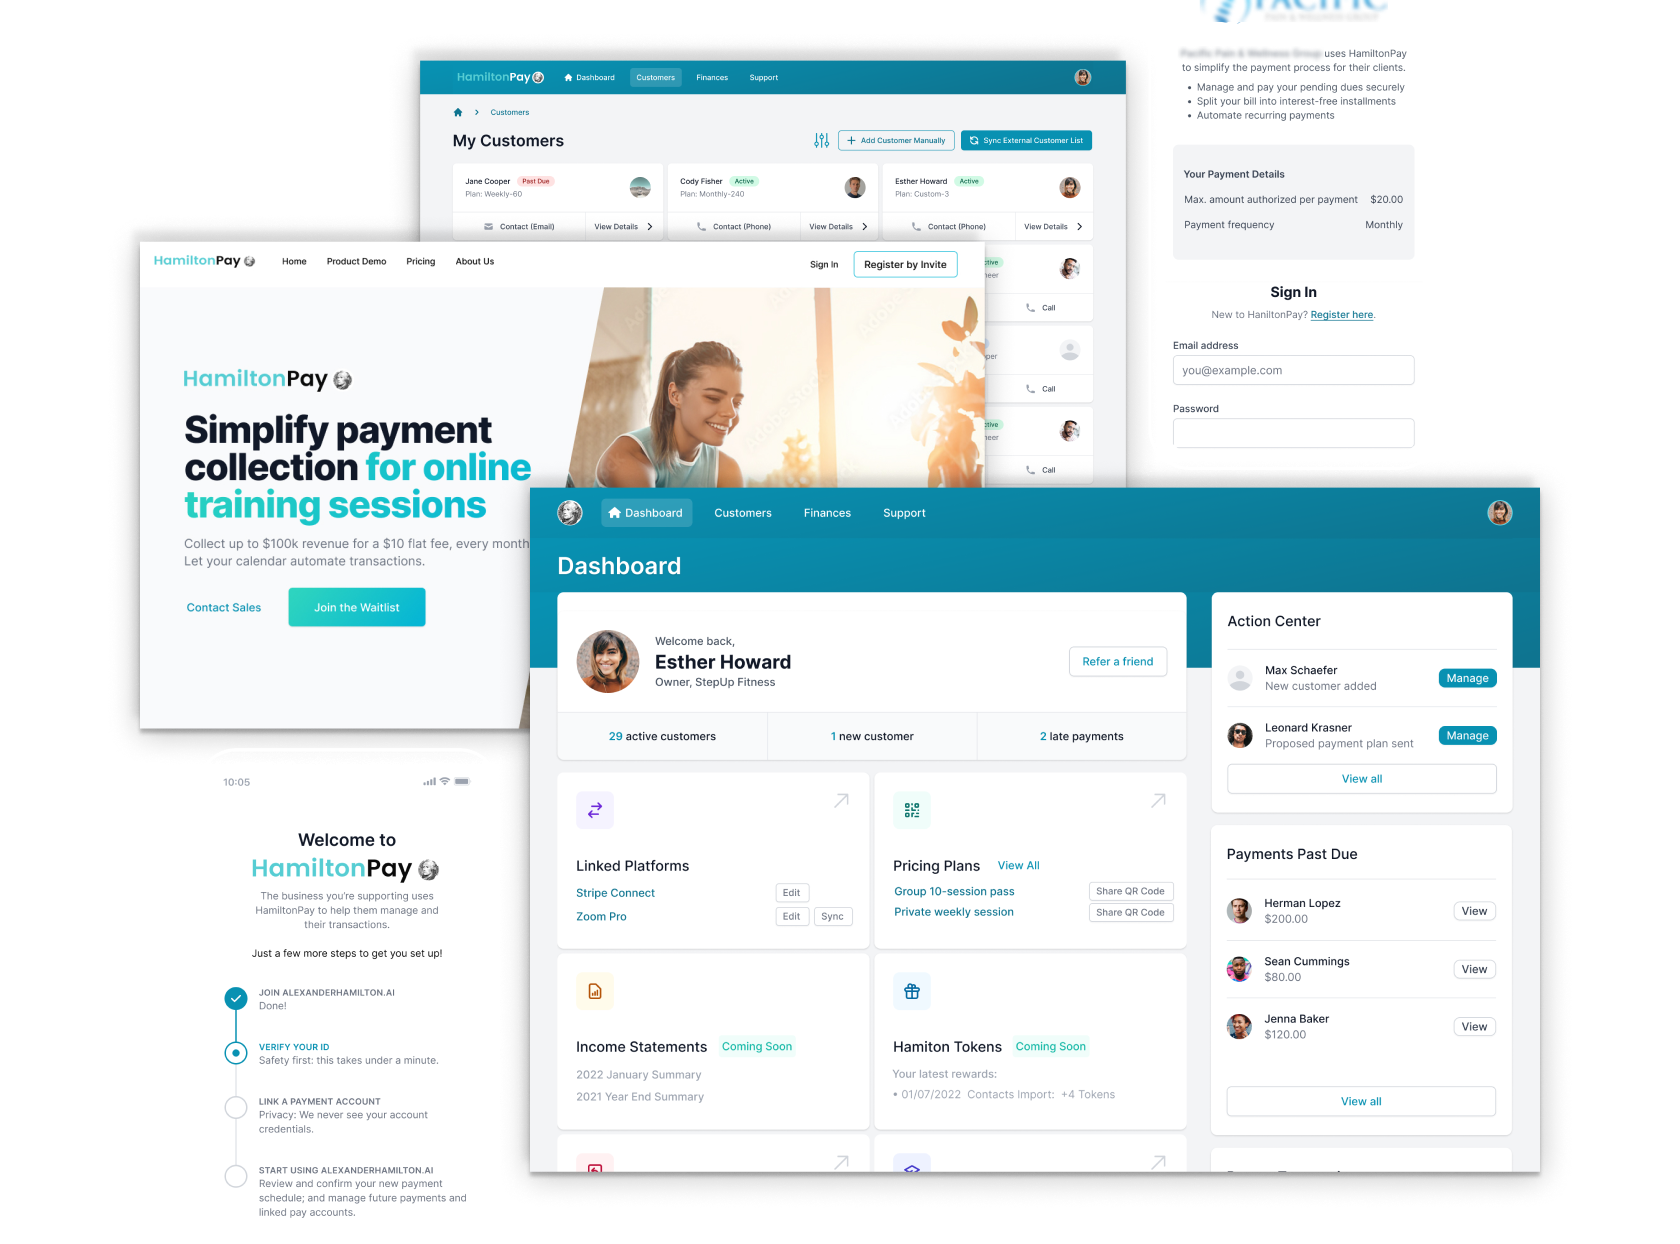 PACIFIC
PAIN & WELLNESS GROUP
Pacific Pain & Wellness Group uses HamiltonPay
to simplify the payment process for their clients.
• Manage and pay your pending dues securely
• Split your bill into interest-free installments
• Automate recurring payments
Your Payment Details
Max. amount authorized per payment $20.00
Payment frequency Monthly
Sign In
New to HaniltonPay? Register here.
Email address
you@example.com
Password
HamiltonPay Dashboard Customers Finances Support
Customers
My Customers
Add Customer Manually
Sync External Customer List
Jane Cooper Past Due
Plan: Weekly-60
Contact (Email) View Details
Cody Fisher Active
Plan: Monthly-240
Contact (Phone) View Details
Esther Howard Active
Plan: Custom-3
Contact (Phone) View Details
Call
Call
Call
HamiltonPay Home Product Demo Pricing About Us Sign In Register by Invite
HamiltonPay
Simplify payment
collection for online
training sessions
Collect up to $100k revenue for a $10 flat fee, every month
Let your calendar automate transactions.
Contact Sales Join the Waitlist
Dashboard Customers Finances Support
Dashboard
Welcome back,
Esther Howard
Owner, StepUp Fitness
Refer a friend
29 active customers 1 new customer 2 late payments
Linked Platforms
Stripe Connect Edit
Zoom Pro Edit Sync
Pricing Plans View All
Group 10-session pass Share QR Code
Private weekly session Share QR Code
Income Statements Coming Soon
2022 January Summary
2021 Year End Summary
Hamiton Tokens Coming Soon
Your latest rewards:
• 01/07/2022 Contacts Import: +4 Tokens
Action Center
Max Schaefer
New customer added
Manage
Leonard Krasner
Proposed payment plan sent
Manage
View all
Payments Past Due
Herman Lopez
$200.00
View
Sean Cummings
$80.00
View
Jenna Baker
$120.00
View
View all
10:05
Welcome to
HamiltonPay
The business you're supporting uses
HamiltonPay to help them manage and
their transactions.
Just a few more steps to get you set up!
JOIN ALEXANDERHAMILTON.AI
Done!
VERIFY YOUR ID
Safety first: this takes under a minute.
LINK A PAYMENT ACCOUNT
Privacy: We never see your account
credentials.
START USING ALEXANDERHAMILTON.AI
Review and confirm your new payment
schedule; and manage future payments and
linked pay accounts.